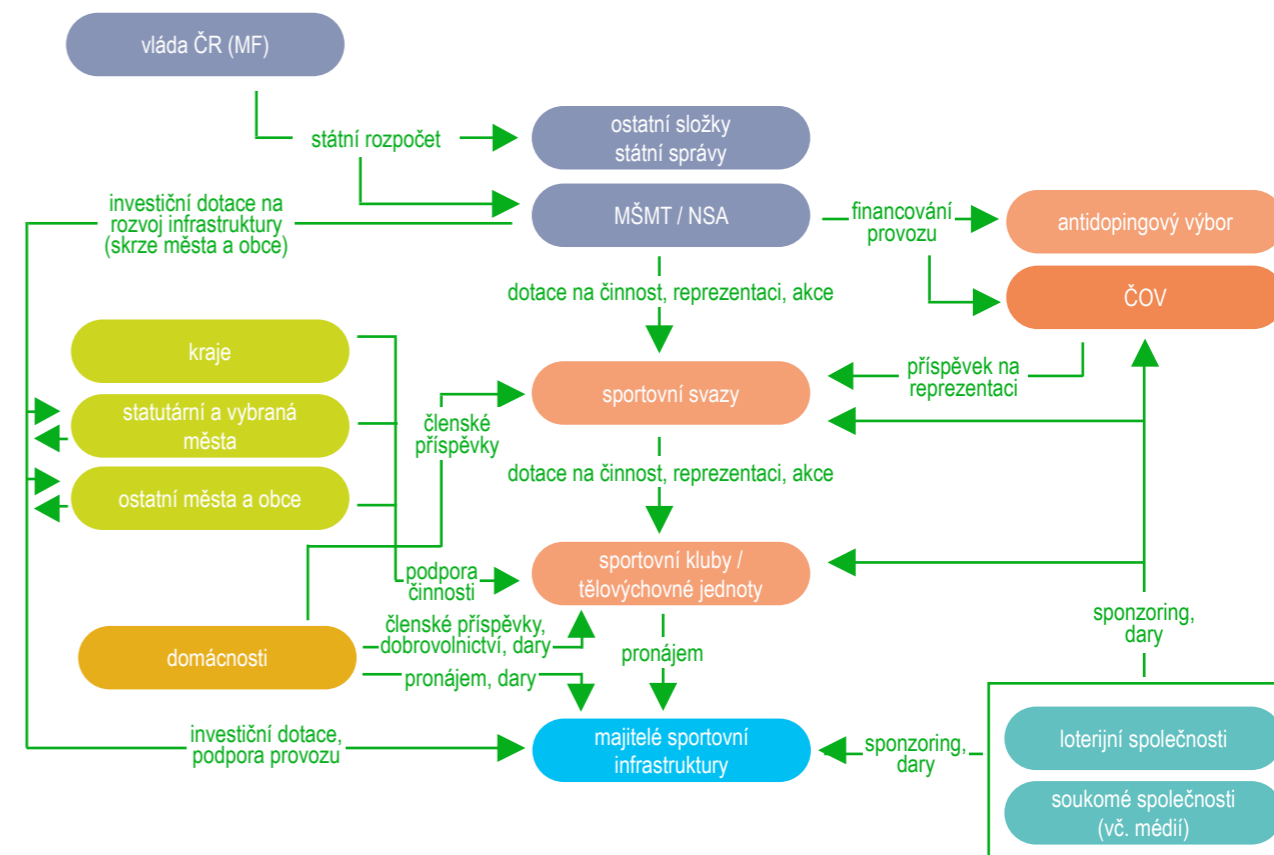 vláda ČR (MF)
státní rozpočet
ostatní složky
státní správy
investiční dotace na
rozvoj infrastruktury
(skrze města a obce)
MŠMT / NSA
financování
provozu
antidopingový výbor
ČOV
dotace na činnost, reprezentaci, akce
kraje
příspěvek na
reprezentaci
sportovní svazy
statutární a vybraná
města
členské
příspěvky
dotace na činnost, reprezentaci, akce
ostatní města a obce
podpora
činnosti
sportovní kluby /
tělovýchovné jednoty
sponzoring,
dary
členské příspěvky,
dobrovolnictví, dary
domácnosti
pronájem
pronájem, dary
investiční dotace,
podpora provozu
majitelé sportovní
infrastruktury
sponzoring,
dary
loterijní společnosti
soukomé společnosti
(vč. médií)